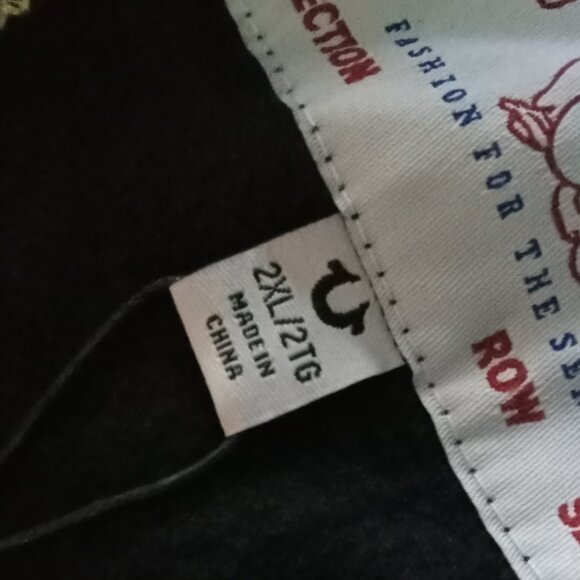 ECTION
FASHION FOR THE SE
ROW
2XL/2TG
MADE IN
CHINA